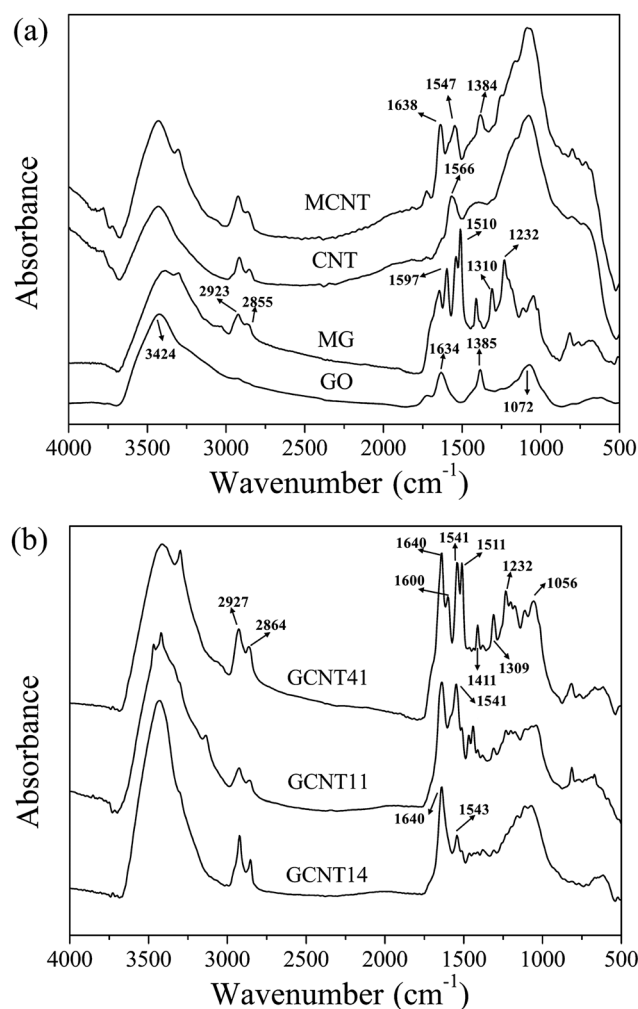 (a)
1547
1384
1638
1566
MCNT
1510
1232
CNT
1597
1310
2923
2855
MG
1634
1385
3424
GO
1072
Absorbance
4000 3500 3000 2500 2000 1500 1000 500
Wavenumber (cm-1)
(b)
1541
1640
1511
1232
1600
1056
2927
2864
1411
1309
GCNT41
1541
GCNT11
1640
1543
GCNT14
Absorbance
4000 3500 3000 2500 2000 1500 1000 500
Wavenumber (cm-1)